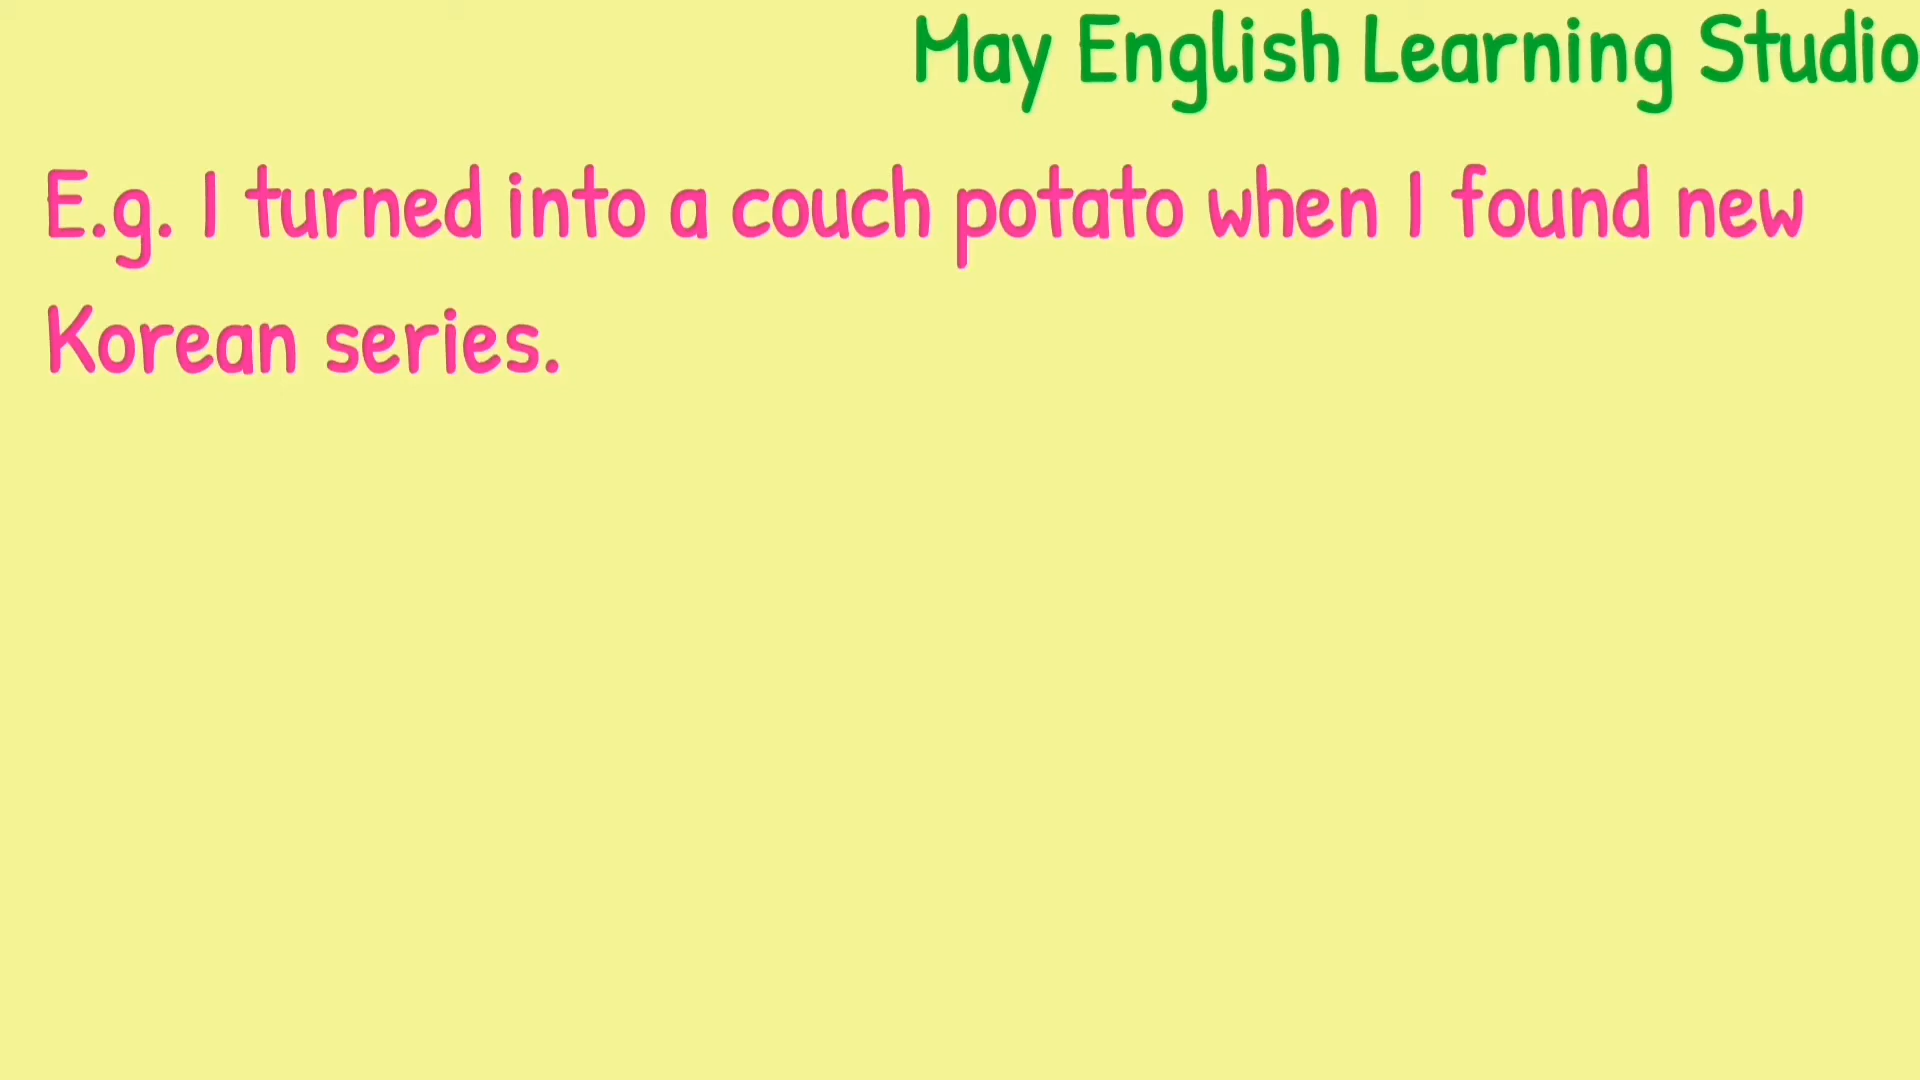 May English Learning Studio
E.g. I turned into a couch potato when I found new
Korean series.